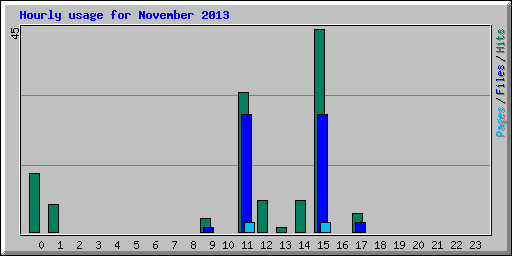 Hourly usage for November 2013
45
Pages/Files/Hits
0 1 2 3 4 5 6 7 8 9 10 11 12 13 14 15 16 17 18 19 20 21 22 23